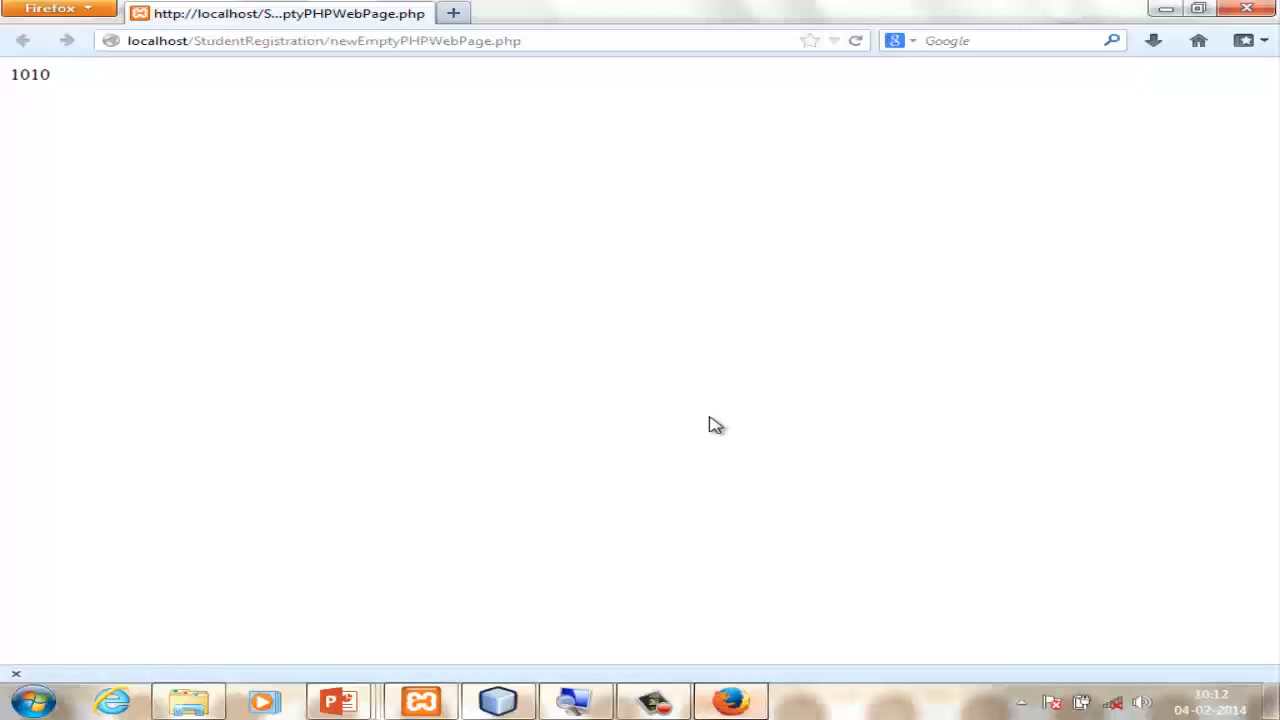 Firefox
http://localhost/S...ptyPHPWebPage.php
localhost/StudentRegistration/newEmptyPHPWebPage.php
Google
1010
10:12
04-02-2014